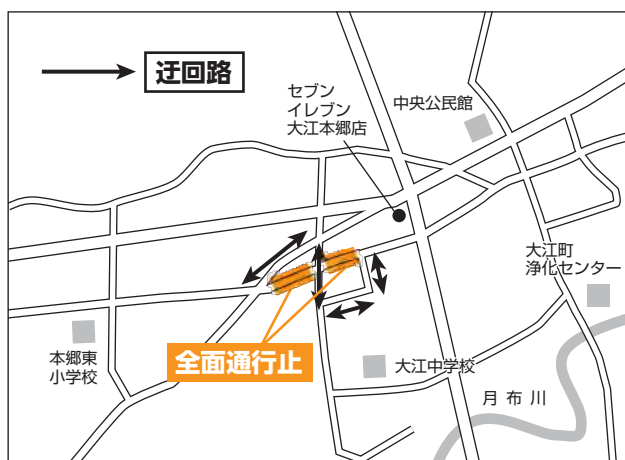 迂回路
セブン
イレブン
大江本郷店
中央公民館
大江町
浄化センター
全面通行止
本郷東
小学校
大江中学校
月布川